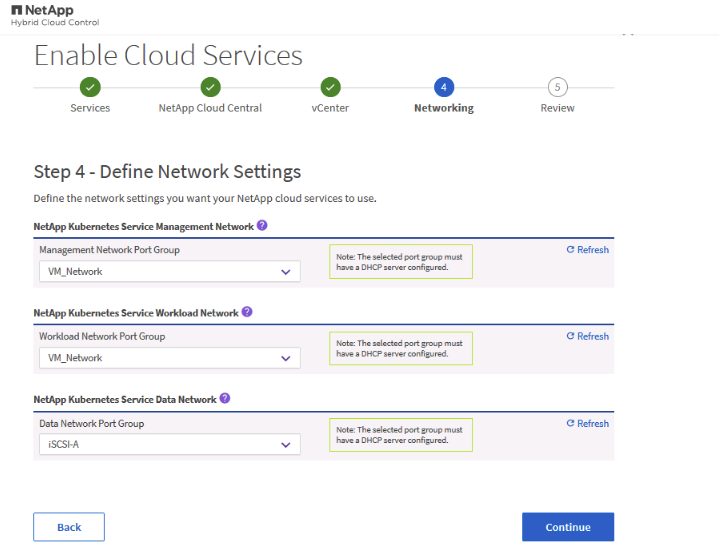 NetApp
Hybrid Cloud Control
Enable Cloud Services
4
5
Services
NetApp Cloud Central
vCenter
Networking
Review
Step 4 - Define Network Settings
Define the network settings you want your NetApp cloud services to use.
NetApp Kubernetes Service Management Network ?
Management Network Port Group
VM_Network
Note: The selected port group must
have a DHCP server configured.
Refresh
NetApp Kubernetes Service Workload Network ?
Workload Network Port Group
VM_Network
Note: The selected port group must
have a DHCP server configured.
Refresh
NetApp Kubernetes Service Data Network ?
Data Network Port Group
iSCSI-A
Note: The selected port group must
have a DHCP server configured.
Refresh
Back
Continue